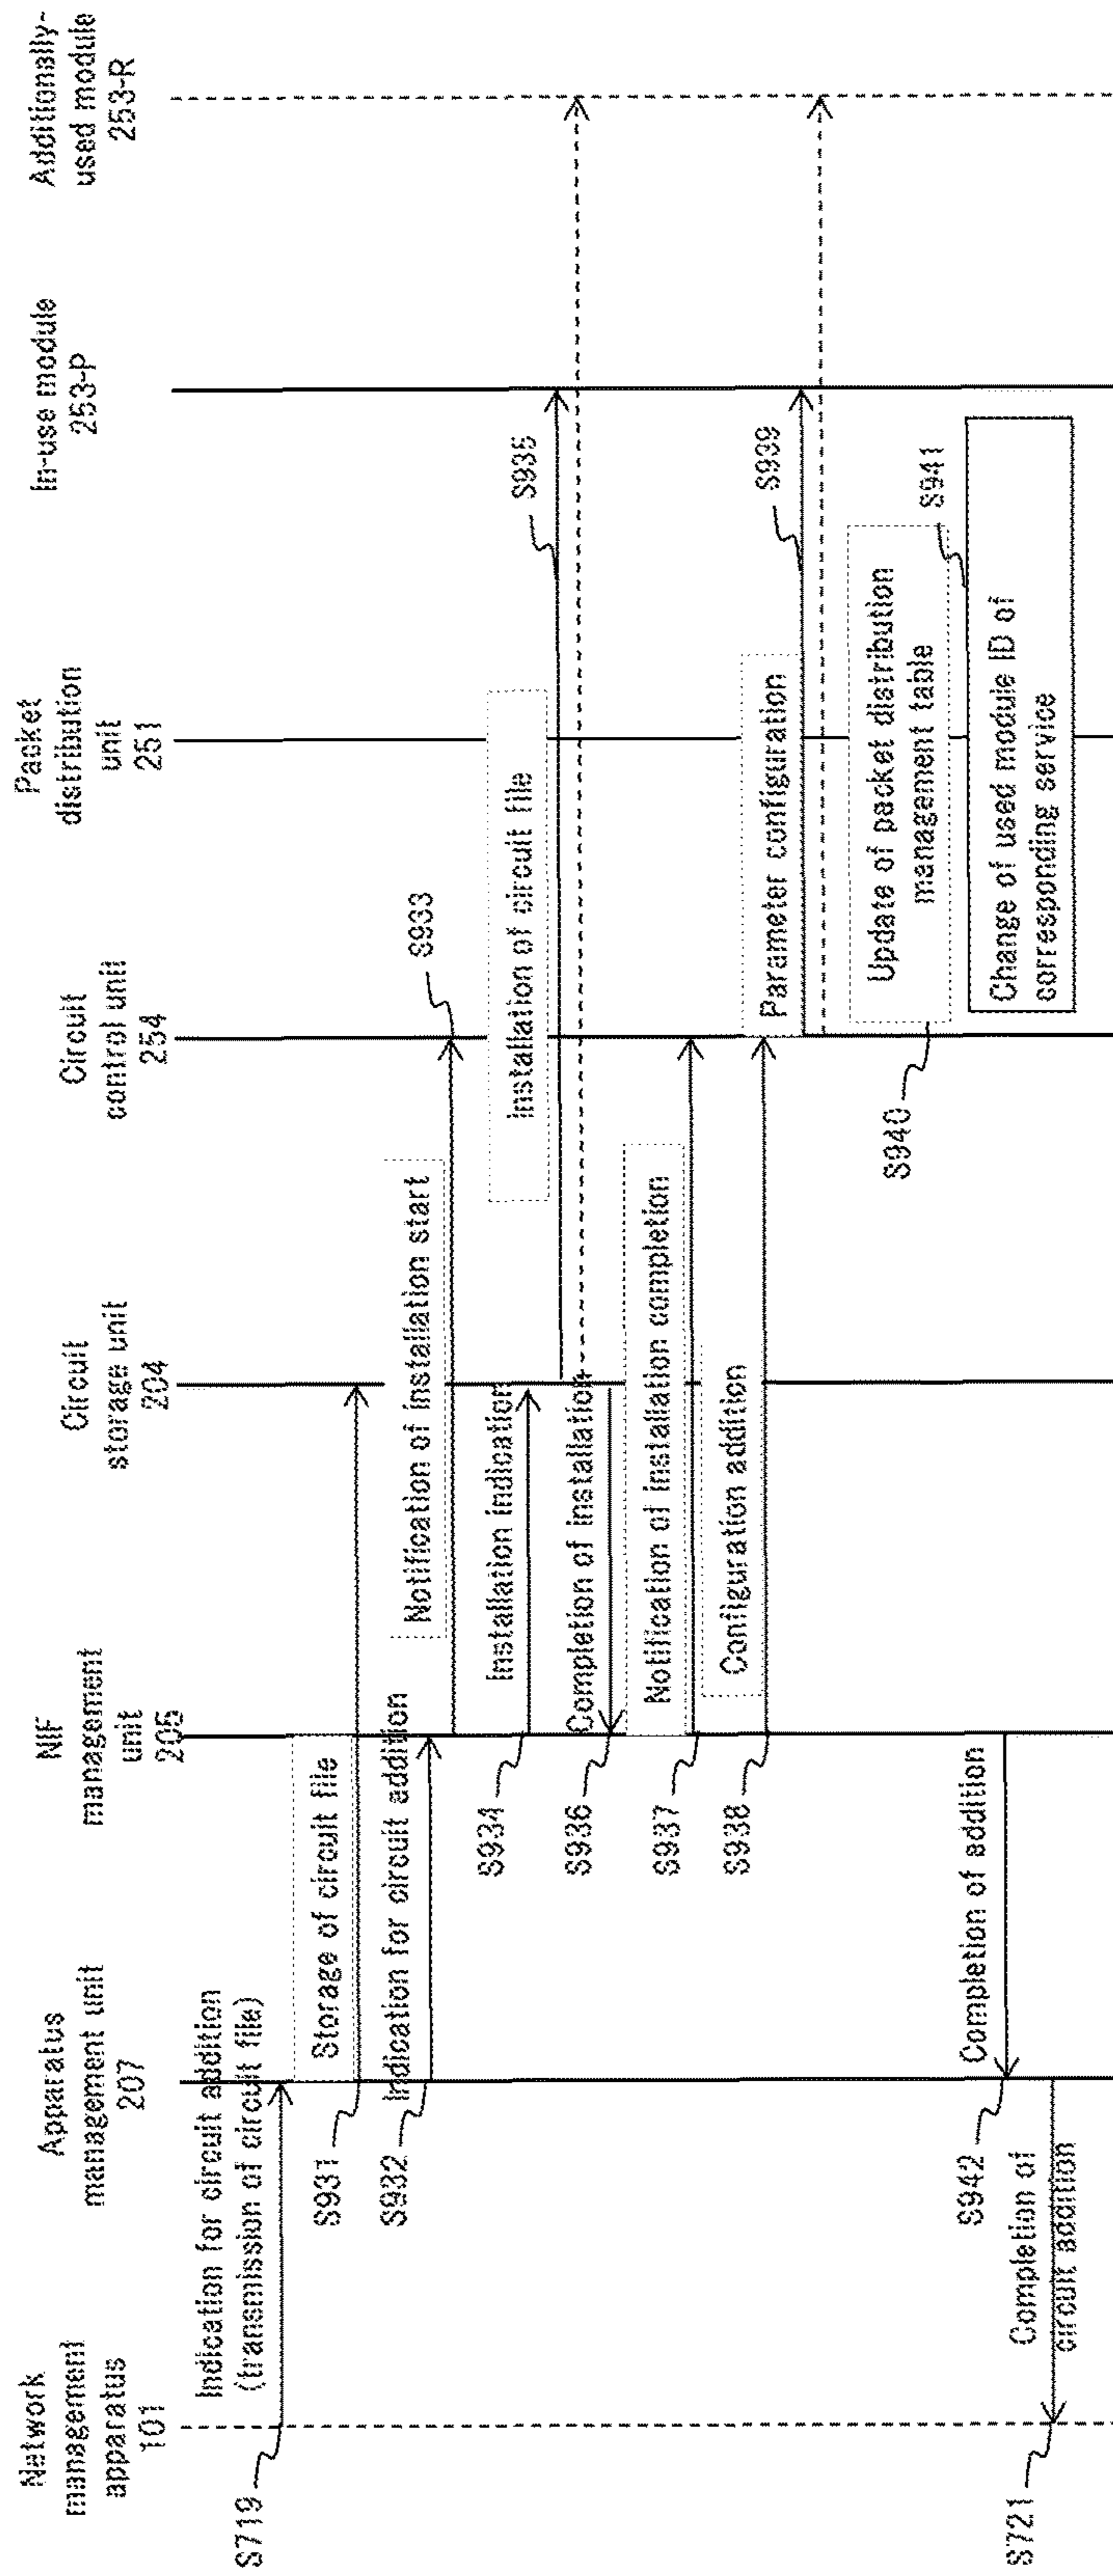 Network
management
apparatus
101
Apparatus
management unit
207
NIF
management
unit
205
Circuit
storage unit
204
Circuit
control unit
254
Packet
distribution
unit
251
In-use module
253-P
Additionally-
used module
253-R
S719
Indication for circuit addition
(transmission of circuit file)
S931
Storage of circuit file
S932
Indication for circuit addition
Notification of installation start
S933
S934
Installation indication
Installation of circuit file
S935
S936
Completion of installation
S937
Notification of installation completion
S938
Configuration addition
Parameter configuration
S939
S940
Update of packet distribution
management table
S941
Change of used module ID of
corresponding service
S942
Completion of addition
S721
Completion of
circuit addition